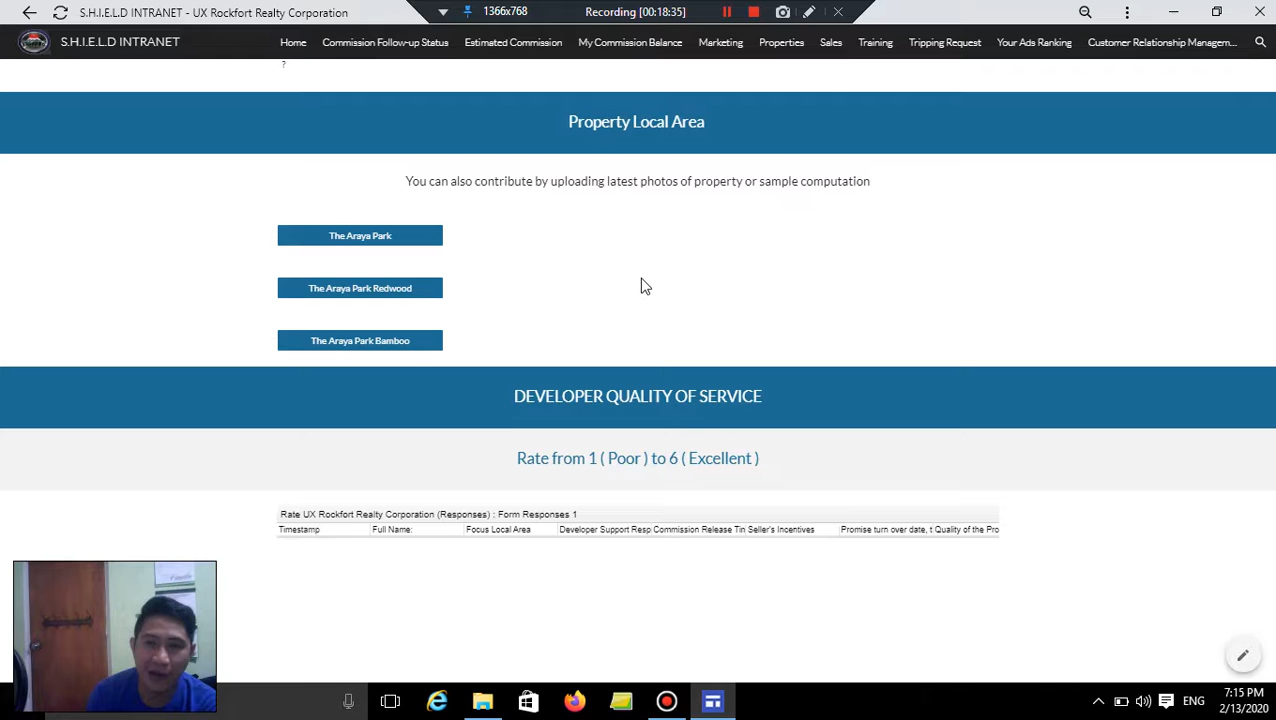 S.H.I.E.L.D INTRANET - UX Rockfort Realty Corporation
1366x768
Recording [00:18:35]
S.H.I.E.L.D INTRANET
Home
Commission Follow-up Status
Estimated Commission
My Commission Balance
Marketing
Properties
Sales
Training
Tripping Request
Your Ads Ranking
Customer Relationship Managem...
?
Property Local Area
You can also contribute by uploading latest photos of property or sample computation
The Araya Park
The Araya Park Redwood
The Araya Park Bamboo
DEVELOPER QUALITY OF SERVICE
Rate from 1 ( Poor ) to 6 ( Excellent )
Rate UX Rockfort Realty Corporation (Responses) : Form Responses 1
Timestamp
Full Name:
Focus Local Area
Developer Support Resp
Commission Release Tin
Seller's Incentives
Promise turn over date, t
Quality of the Pro
ENG
7:15 PM
2/13/2020